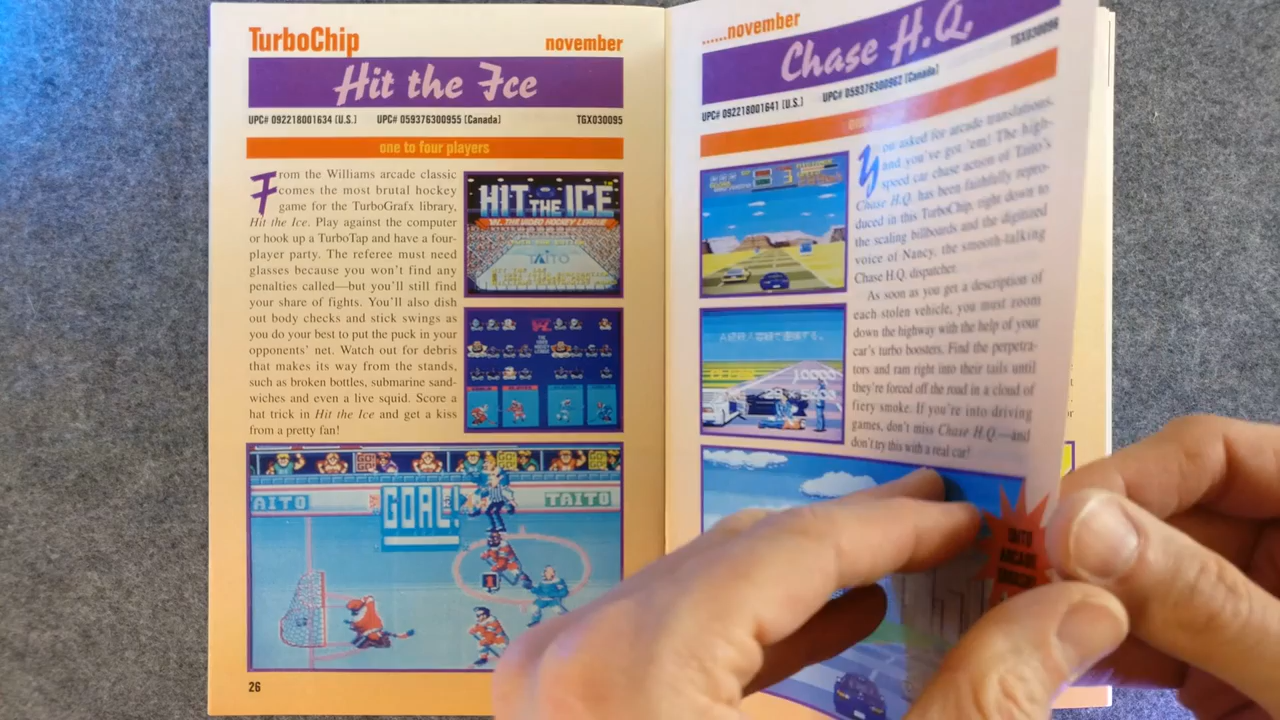 TurboChip
november
Hit the Ice
UPC# 092218001634 (U.S.) UPC# 059376300955 (Canada) TGX030095
one to four players
From the Williams arcade classic
comes the most brutal hockey
game for the TurboGrafx library,
Hit the Ice. Play against the computer
or hook up a TurboTap and have a four-
player party. The referee must need
glasses because you won't find any
penalties called—but you'll still find
your share of fights. You'll also dish
out body checks and stick swings as
you do your best to put the puck in your
opponents' net. Watch out for debris
that makes its way from the stands,
such as broken bottles, submarine sand-
wiches and even a live squid. Score a
hat trick in Hit the Ice and get a kiss
from a pretty fan!
HIT THE ICE
THE VIDEO HOCKEY LEAGUE
TAITO
GO!
GO!
GO!
TAITO
GOAL!
TAITO
26
......november
Chase H.Q.
UPC# 092218001641 (U.S.) UPC# 059376300962 (Canada) TGX030096
You asked for arcade translations,
and you've got 'em! The high-
speed car chase action of Taito's
Chase H.Q. has been faithfully repro-
duced in this TurboChip, right down to
the scaling billboards and the digitized
voice of Nancy, the smooth-talking
Chase H.Q. dispatcher.
As soon as you get a description of
each stolen vehicle, you must zoom
down the highway with the help of your
car's turbo boosters. Find the perpetra-
tors and ram right into their tails until
they're forced off the road in a cloud of
fiery smoke. If you're into driving
games, don't miss Chase H.Q.—and
don't try this with a real car!